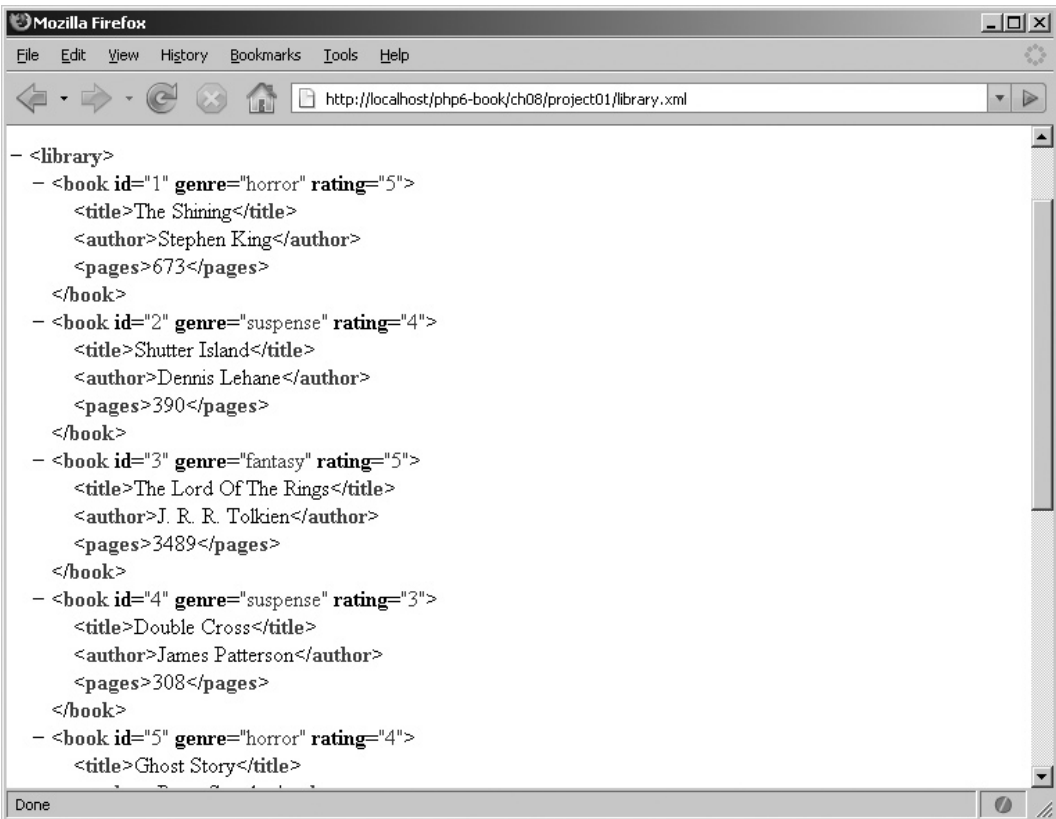 Mozilla Firefox
File Edit View History Bookmarks Tools Help
http://localhost/php6-book/ch08/project01/library.xml
− <library>
− <book id="1" genre="horror" rating="5">
<title>The Shining</title>
<author>Stephen King</author>
<pages>673</pages>
</book>
− <book id="2" genre="suspense" rating="4">
<title>Shutter Island</title>
<author>Dennis Lehane</author>
<pages>390</pages>
</book>
− <book id="3" genre="fantasy" rating="5">
<title>The Lord Of The Rings</title>
<author>J. R. R. Tolkien</author>
<pages>3489</pages>
</book>
− <book id="4" genre="suspense" rating="3">
<title>Double Cross</title>
<author>James Patterson</author>
<pages>308</pages>
</book>
− <book id="5" genre="horror" rating="4">
<title>Ghost Story</title>
Done